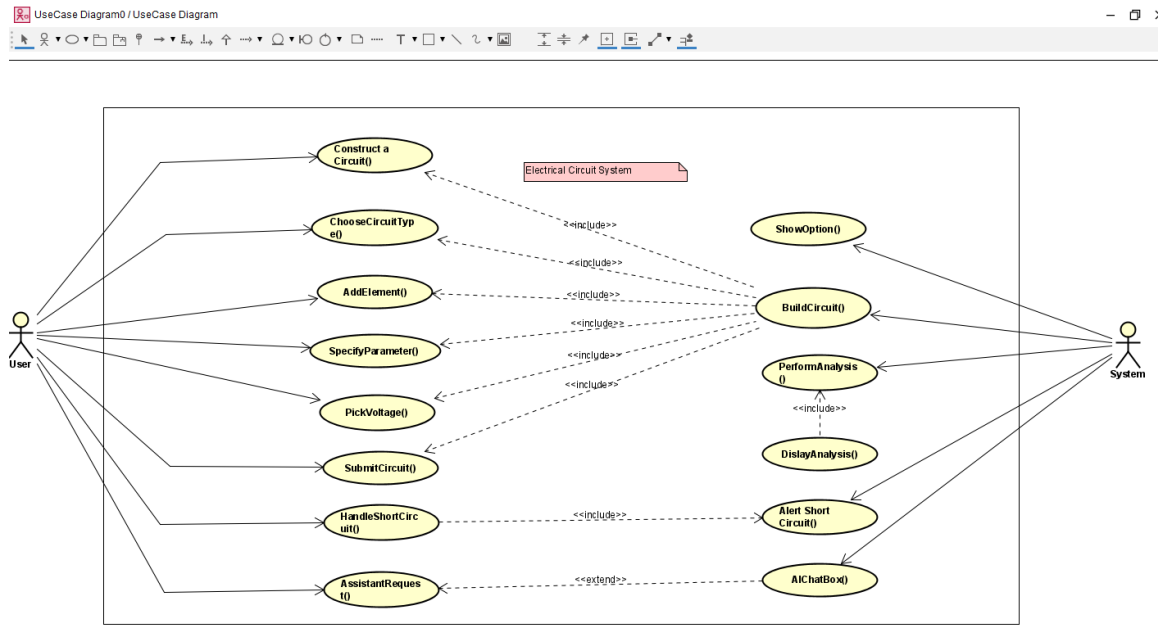 UseCase Diagram0 / UseCase Diagram
Construct a
Circuit()
Electrical Circuit System
<<include>>
ChooseCircuitTyp
e()
ShowOption()
<<include>>
AddElement()
<<include>>
BuildCircuit()
<<include>>
SpecifyParameter()
User
<<include>>
PerformAnalysis
()
System
<<include>>
PickVoltage()
<<include>>
DislayAnalysis()
SubmitCircuit()
HandleShortCirc
uit()
<<include>>
Alert Short
Circuit()
AssistantReques
t()
<<extend>>
AIChatBox()